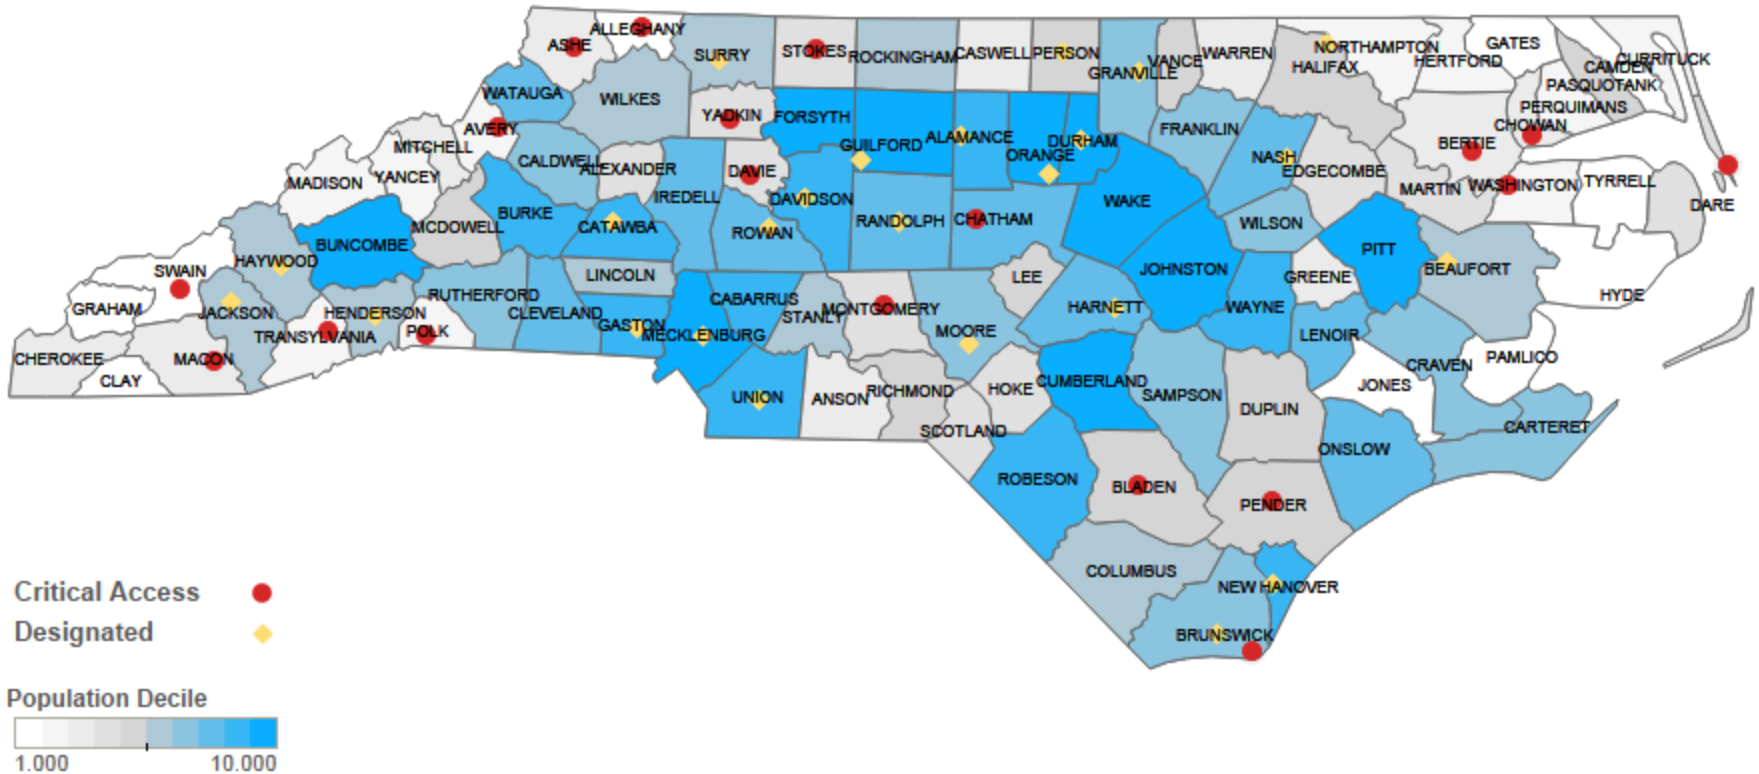 ALLEGHANY
ASHE
SURRY
STOKES
ROCKINGHAM
CASWELL
PERSON
GRANVILLE
VANCE
WARREN
NORTHAMPTON
HALIFAX
HERTFORD
GATES
CURRITUCK
CAMDEN
PASQUOTANK
PERQUIMANS
CHOWAN
WATAUGA
WILKES
YADKIN
FORSYTH
GUILFORD
ALAMANCE
ORANGE
DURHAM
FRANKLIN
NASH
EDGECOMBE
BERTIE
MARTIN
WASHINGTON
TYRRELL
DARE
AVERY
MITCHELL
CALDWELL
ALEXANDER
DAVIE
IREDELL
DAVIDSON
RANDOLPH
CHATHAM
WAKE
WILSON
PITT
BEAUFORT
HYDE
MADISON
YANCEY
MCDOWELL
BURKE
CATAWBA
ROWAN
BUNCOMBE
HAYWOOD
SWAIN
GRAHAM
JACKSON
HENDERSON
TRANSYLVANIA
POLK
RUTHERFORD
CLEVELAND
LINCOLN
GASTON
MECKLENBURG
CABARRUS
STANLY
MONTGOMERY
MOORE
LEE
HARNETT
JOHNSTON
WAYNE
GREENE
LENOIR
CRAVEN
PAMLICO
JONES
CHEROKEE
CLAY
MACON
UNION
ANSON
RICHMOND
HOKE
SCOTLAND
CUMBERLAND
SAMPSON
DUPLIN
ONSLOW
CARTERET
ROBESON
BLADEN
PENDER
COLUMBUS
NEW HANOVER
BRUNSWICK
Critical Access
Designated
Population Decile
1.000 10.000